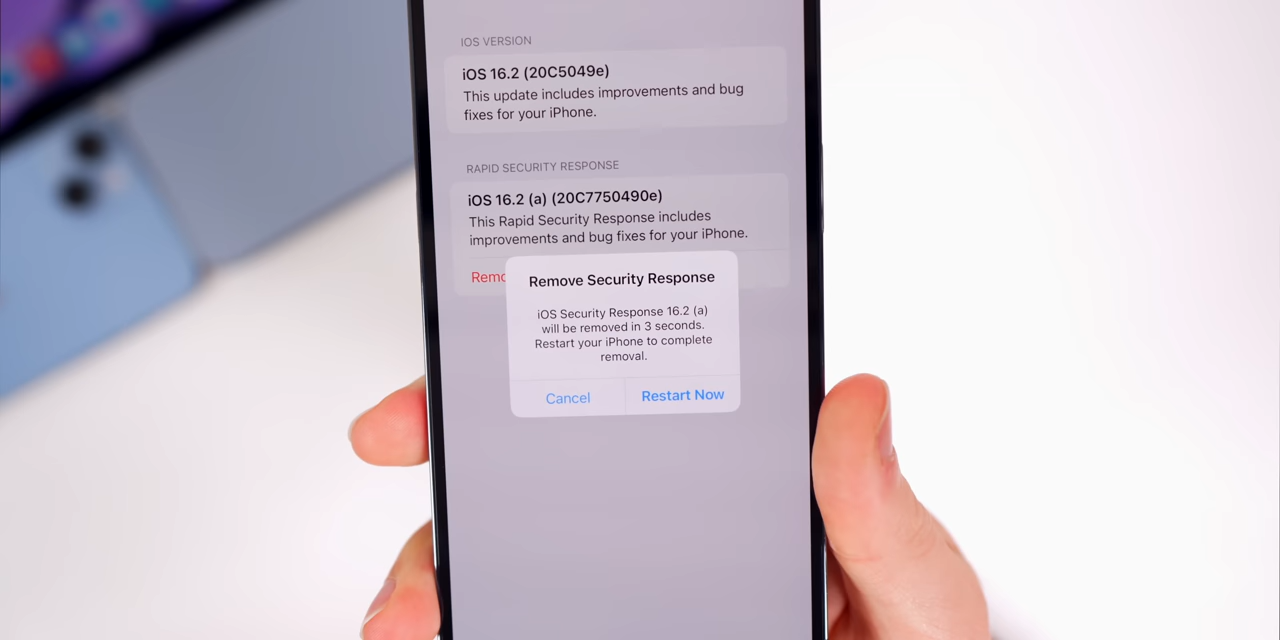 IOS VERSION
iOS 16.2 (20C5049e)
This update includes improvements and bug
fixes for your iPhone.
RAPID SECURITY RESPONSE
iOS 16.2 (a) (20C7750490e)
This Rapid Security Response includes
improvements and bug fixes for your iPhone.
Remo
Remove Security Response
iOS Security Response 16.2 (a)
will be removed in 3 seconds.
Restart your iPhone to complete
removal.
Cancel
Restart Now